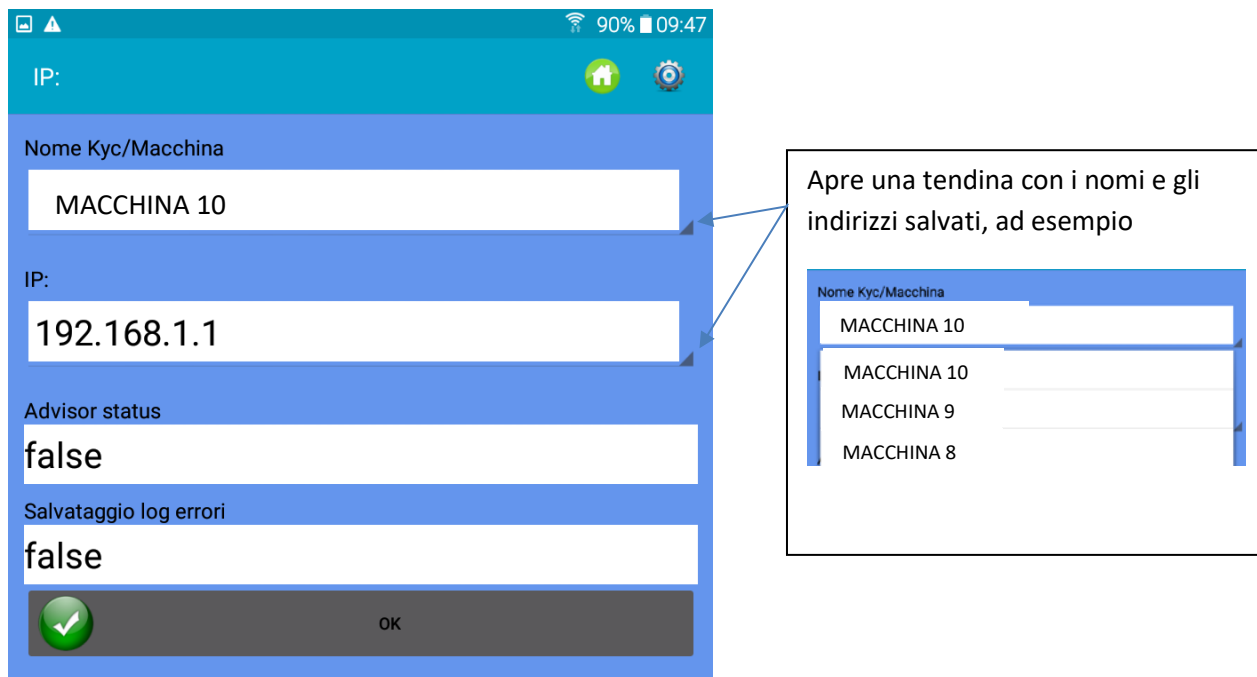 90% 09:47
IP:
Nome Kyc/Macchina
MACCHINA 10
IP:
192.168.1.1
Advisor status
false
Salvataggio log errori
false
OK
Apre una tendina con i nomi e gli
indirizzi salvati, ad esempio
Nome Kyc/Macchina
MACCHINA 10
MACCHINA 10
MACCHINA 9
MACCHINA 8